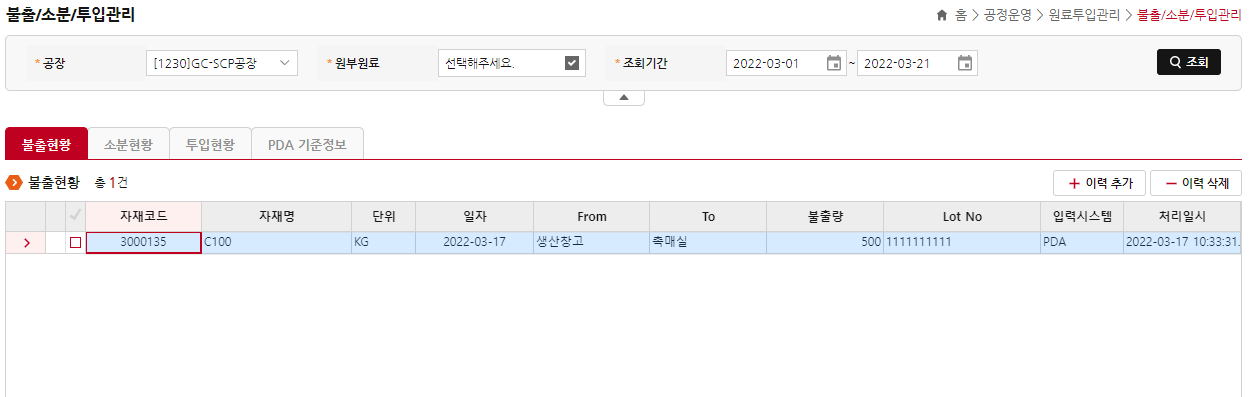 불출/소분/투입관리
홈 > 공정운영 > 원료투입관리 > 불출/소분/투입관리
* 공장 [1230]GC-SCP공장 * 원부원료 선택해주세요. * 조회기간 2022-03-01 ~ 2022-03-21 조회
불출현황 소분현황 투입현황 PDA 기준정보
불출현황 총 1건 + 이력 추가 − 이력 삭제
자재코드 자재명 단위 일자 From To 불출량 Lot No 입력시스템 처리일시
3000135 C100 KG 2022-03-17 생산창고 촉매실 500 1111111111 PDA 2022-03-17 10:33:31.